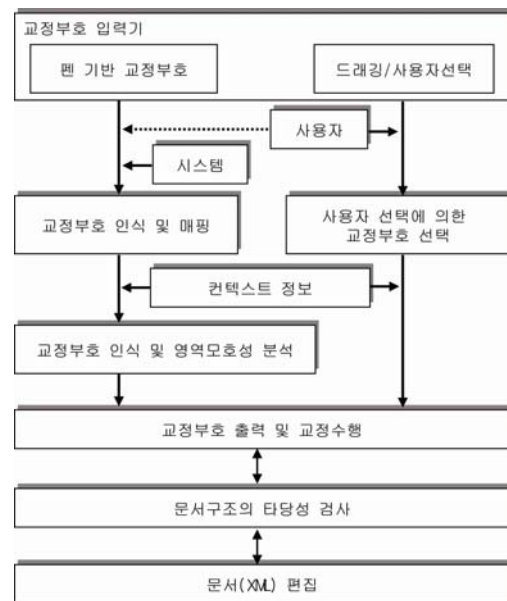 교정부호 입력기
펜 기반 교정부호
드래깅/사용자선택
사용자
시스템
교정부호 인식 및 매핑
사용자 선택에 의한
교정부호 선택
컨텍스트 정보
교정부호 인식 및 영역모호성 분석
교정부호 출력 및 교정수행
문서구조의 타당성 검사
문서(XML) 편집